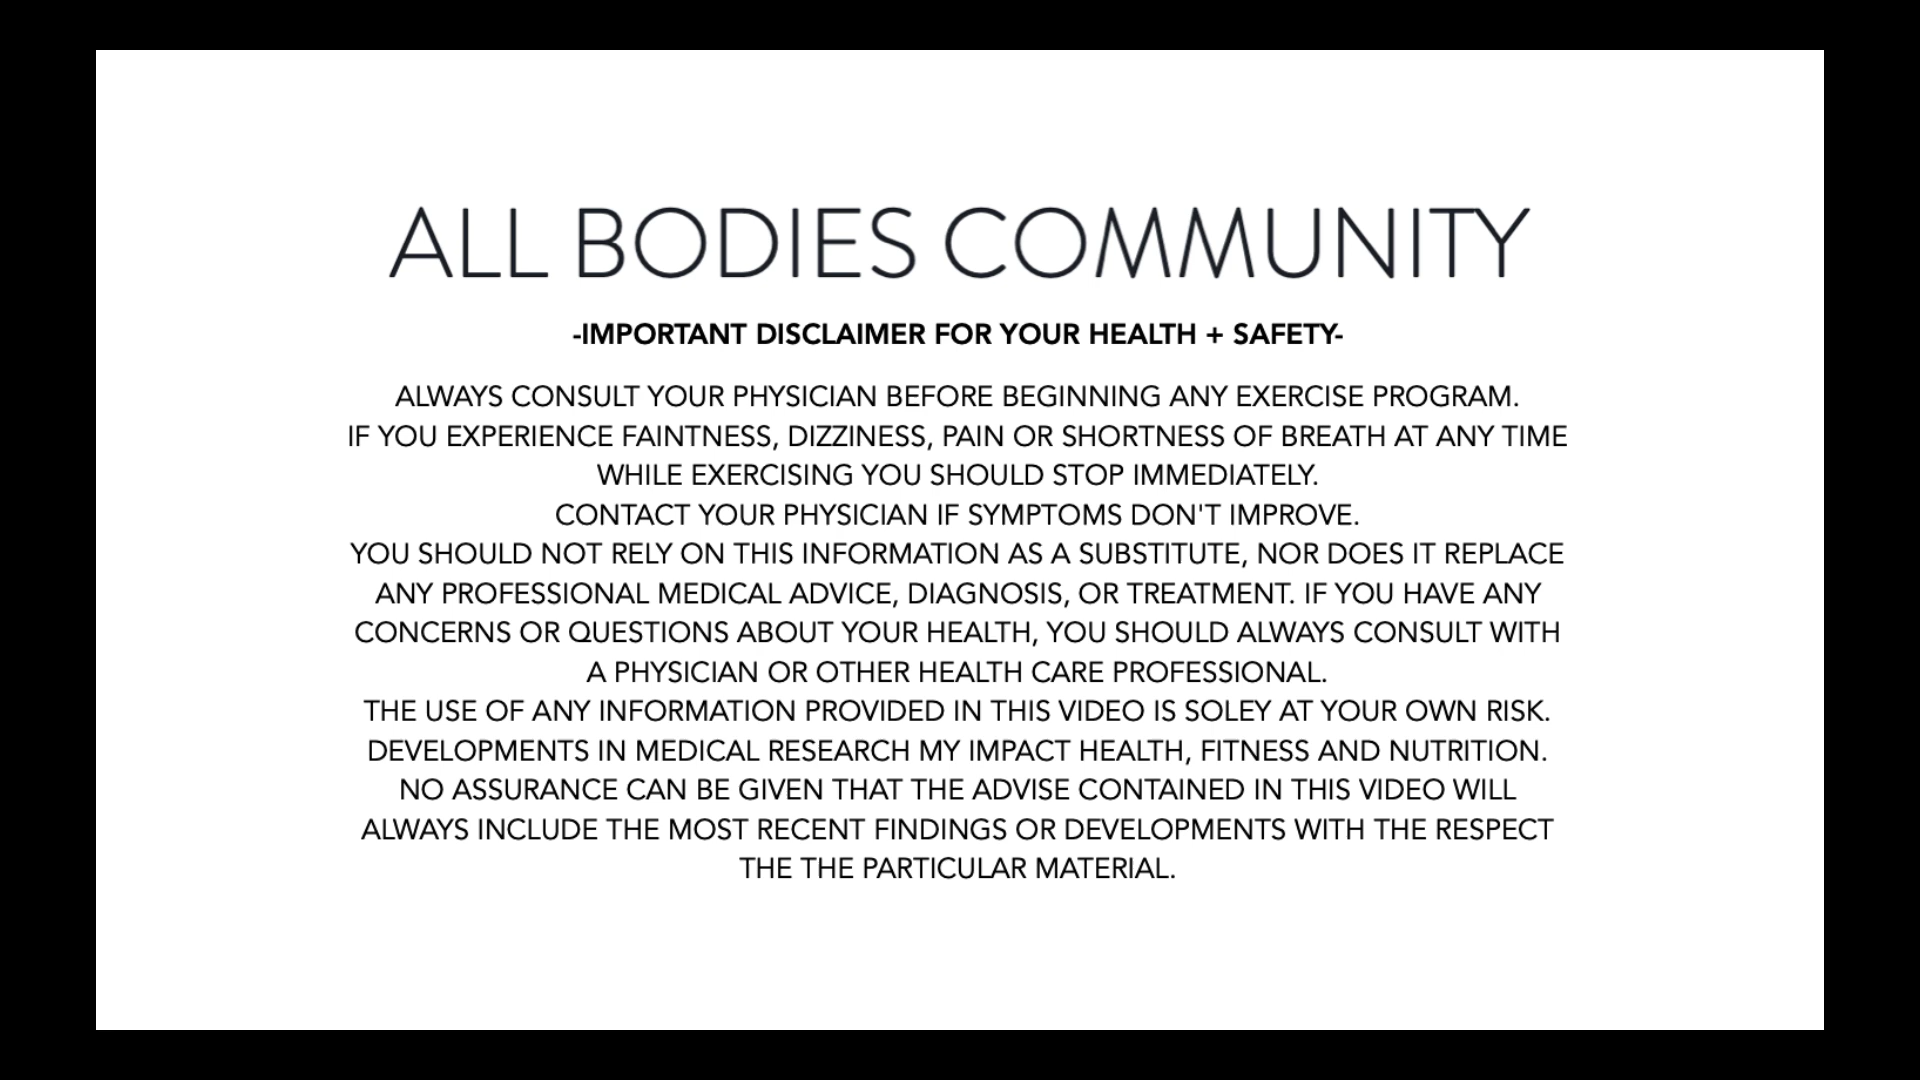 ALL BODIES COMMUNITY
-IMPORTANT DISCLAIMER FOR YOUR HEALTH + SAFETY-
ALWAYS CONSULT YOUR PHYSICIAN BEFORE BEGINNING ANY EXERCISE PROGRAM.
IF YOU EXPERIENCE FAINTNESS, DIZZINESS, PAIN OR SHORTNESS OF BREATH AT ANY TIME
WHILE EXERCISING YOU SHOULD STOP IMMEDIATELY.
CONTACT YOUR PHYSICIAN IF SYMPTOMS DON'T IMPROVE.
YOU SHOULD NOT RELY ON THIS INFORMATION AS A SUBSTITUTE, NOR DOES IT REPLACE
ANY PROFESSIONAL MEDICAL ADVICE, DIAGNOSIS, OR TREATMENT. IF YOU HAVE ANY
CONCERNS OR QUESTIONS ABOUT YOUR HEALTH, YOU SHOULD ALWAYS CONSULT WITH
A PHYSICIAN OR OTHER HEALTH CARE PROFESSIONAL.
THE USE OF ANY INFORMATION PROVIDED IN THIS VIDEO IS SOLEY AT YOUR OWN RISK.
DEVELOPMENTS IN MEDICAL RESEARCH MY IMPACT HEALTH, FITNESS AND NUTRITION.
NO ASSURANCE CAN BE GIVEN THAT THE ADVISE CONTAINED IN THIS VIDEO WILL
ALWAYS INCLUDE THE MOST RECENT FINDINGS OR DEVELOPMENTS WITH THE RESPECT
THE THE PARTICULAR MATERIAL.